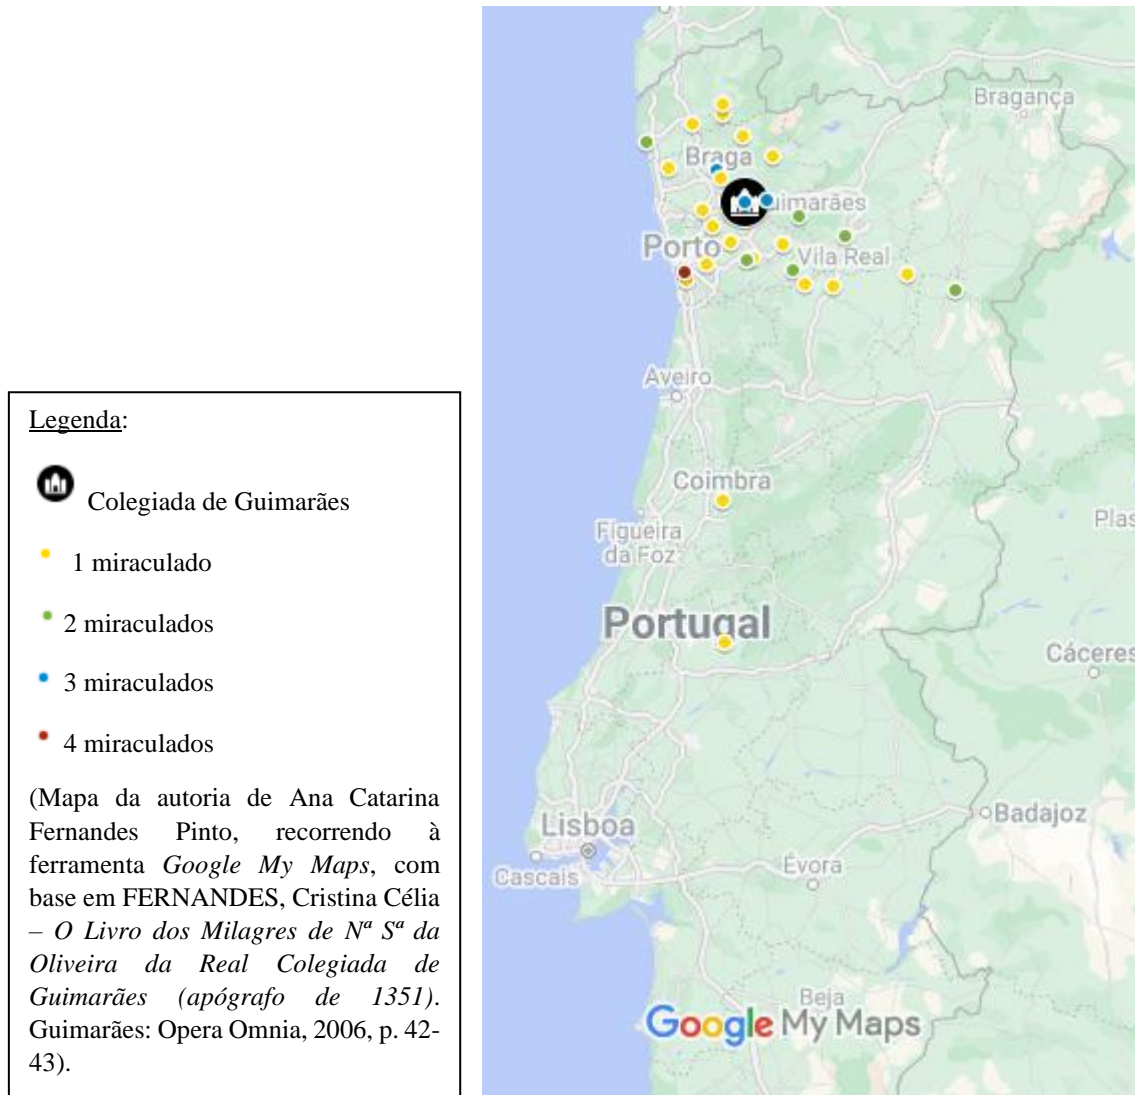 Legenda:
Colegiada de Guimarães
1 miraculado
2 miraculados
3 miraculados
4 miraculados
(Mapa da autoria de Ana Catarina
Fernandes Pinto, recorrendo à
ferramenta Google My Maps, com
base em FERNANDES, Cristina Célia
– O Livro dos Milagres de Nª Sª da
Oliveira da Real Colegiada de
Guimarães (apógrafo de 1351).
Guimarães: Opera Omnia, 2006, p. 42-
43).
Bragança
Braga
uimarães
Porto
Vila Real
Aveiro
Coimbra
Figueira
da Foz
Plas
Portugal
Cáceres
Badajoz
Lisboa
Cascais
Évora
Beja
Google My Maps